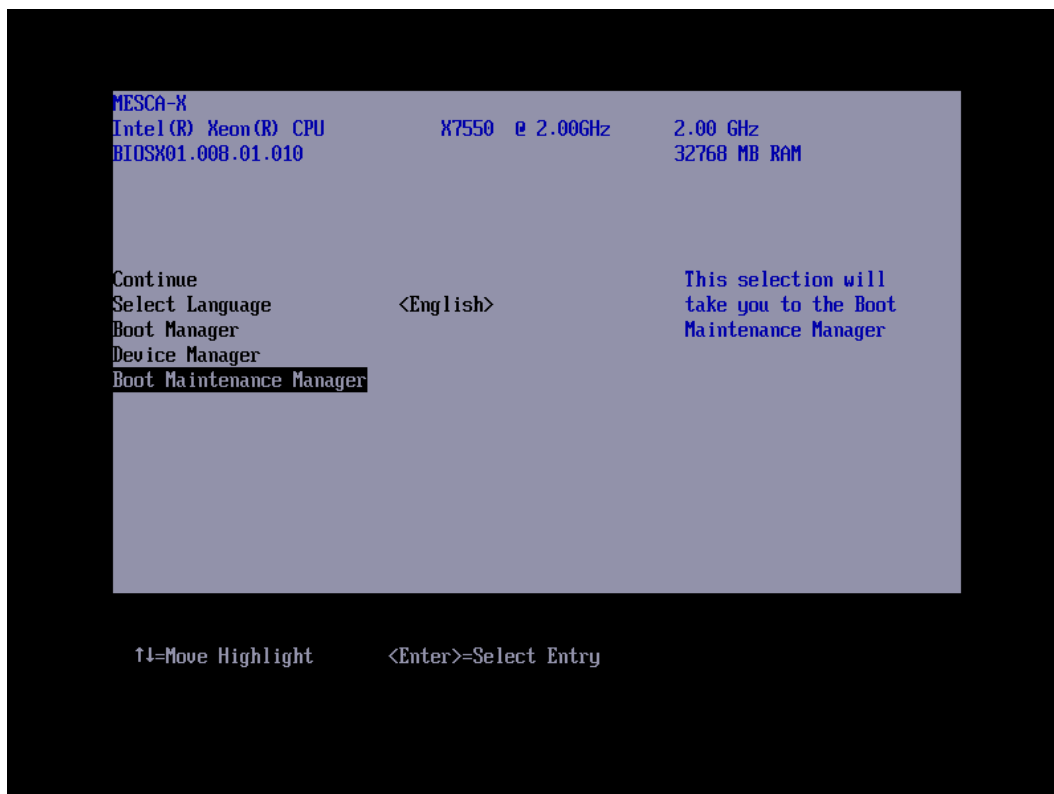 MESCA-X
Intel(R) Xeon(R) CPU X7550 @ 2.00GHz 2.00 GHz
BIOSX01.008.01.010 32768 MB RAM
Continue
Select Language <English>
Boot Manager
Device Manager
Boot Maintenance Manager
This selection will
take you to the Boot
Maintenance Manager
↑↓=Move Highlight <Enter>=Select Entry